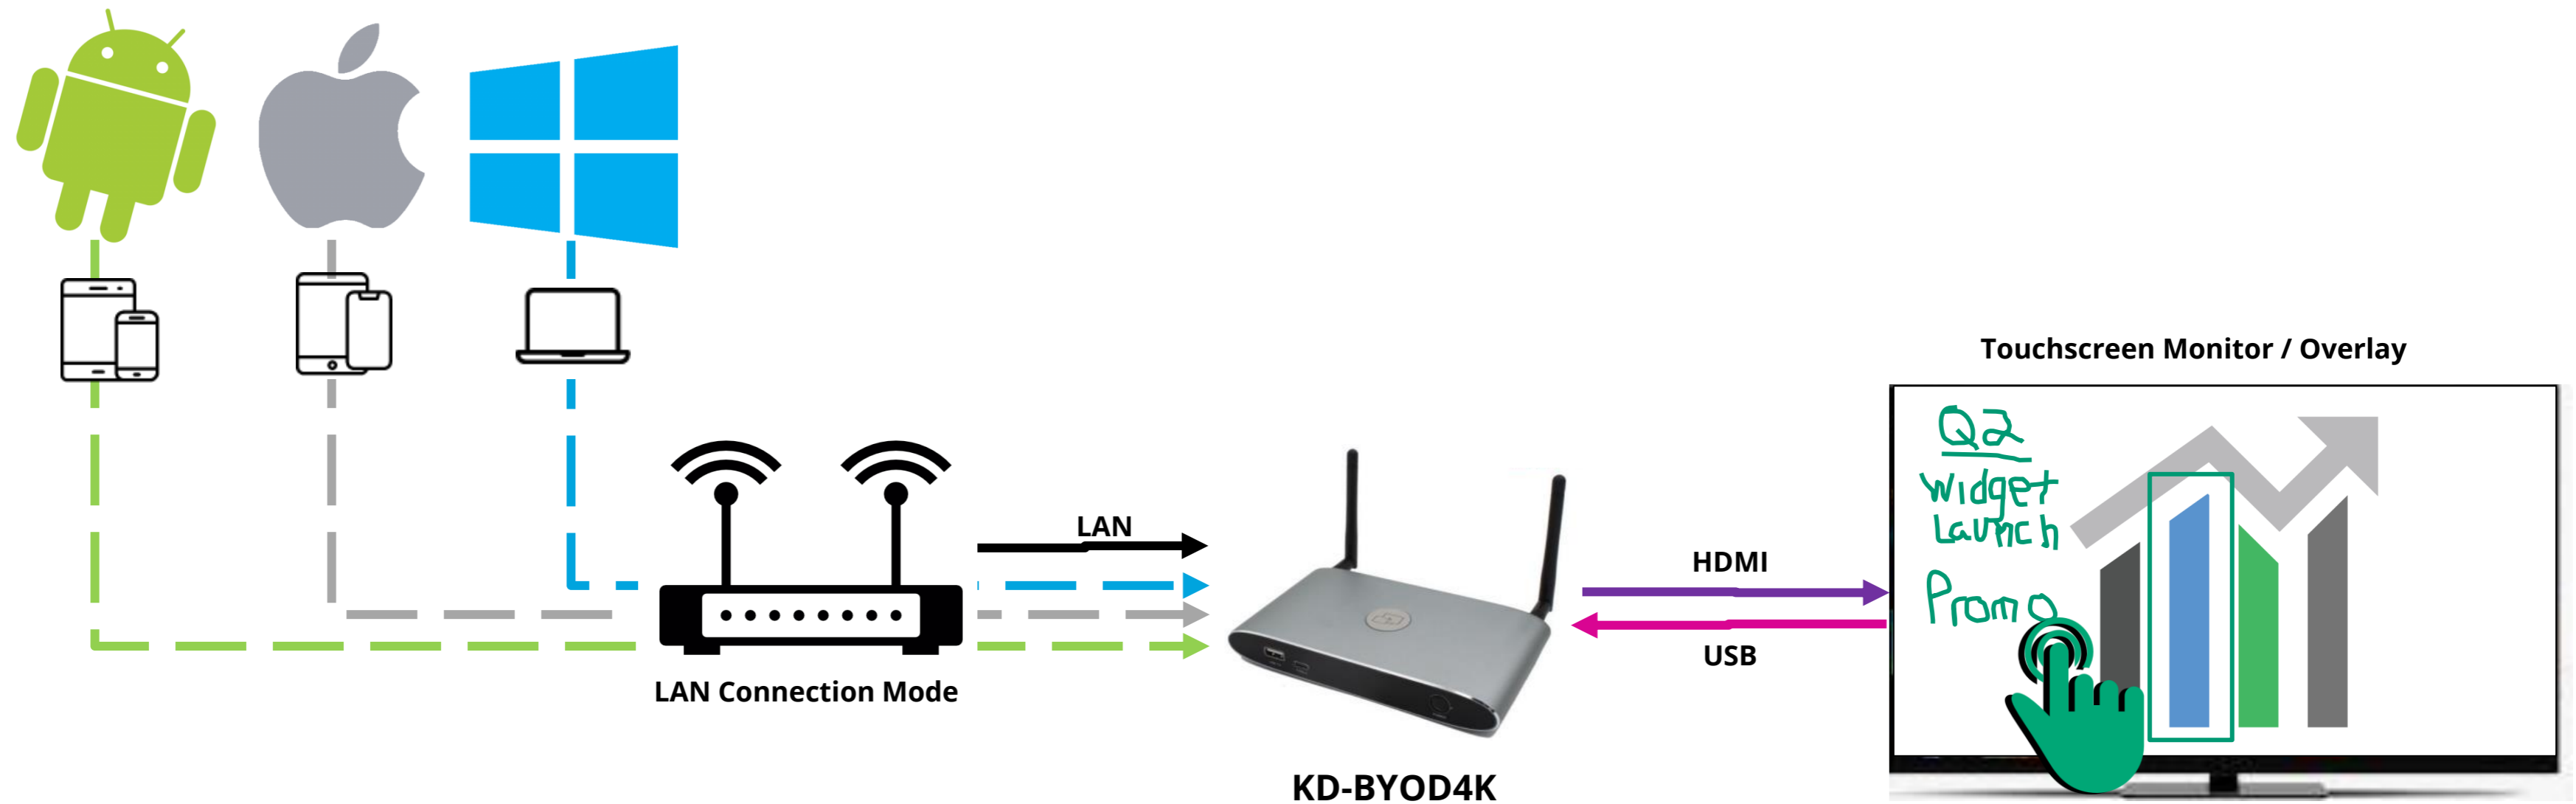 Touchscreen Monitor / Overlay
Q2
Widget
Launch
Promo
LAN
HDMI
USB
LAN Connection Mode
KD-BYOD4K